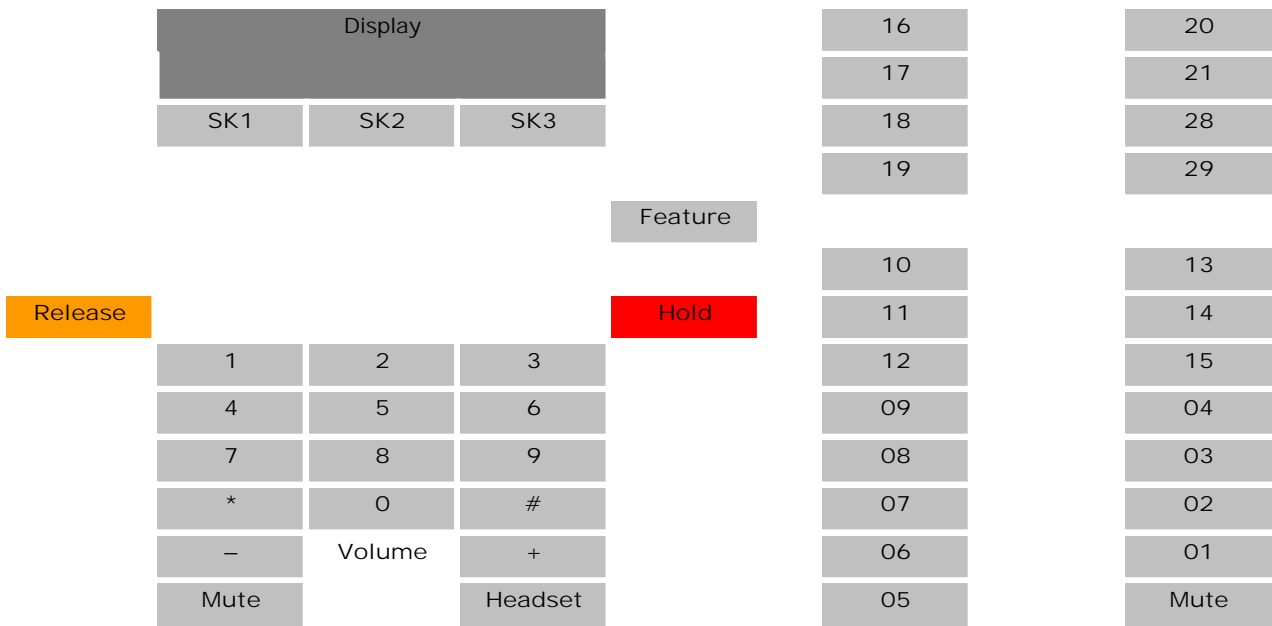 Display 16 20
17 21
SK1 SK2 SK3 18 28
19 29
Feature
10 13
Release Hold 11 14
1 2 3 12 15
4 5 6 09 04
7 8 9 08 03
* 0 # 07 02
– Volume + 06 01
Mute Headset 05 Mute